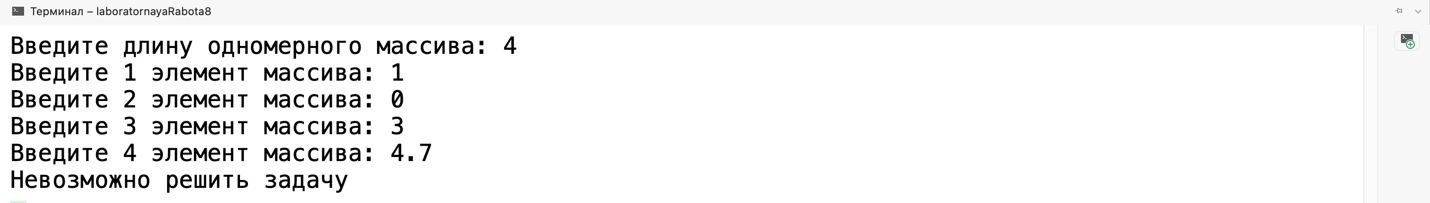 Терминал – laboratornayaRabota8
Введите длину одномерного массива: 4
Введите 1 элемент массива: 1
Введите 2 элемент массива: 0
Введите 3 элемент массива: 3
Введите 4 элемент массива: 4.7
Невозможно решить задачу